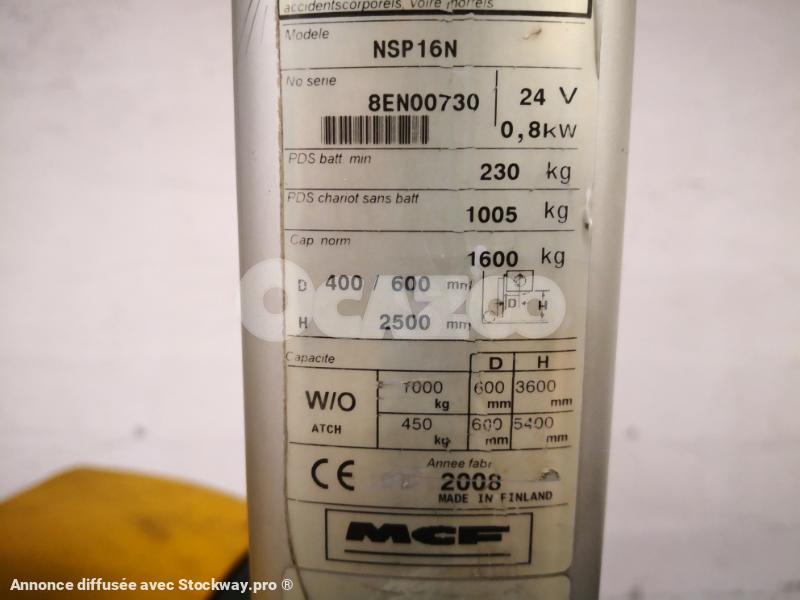 accidentscorporels, voire mortels
Modele
NSP16N
No serie
8EN00730
24 V
0,8kW
PDS batt. min
230 kg
PDS chariot sans batt
1005 kg
Cap. norm
1600 kg
D 400 / 600 mm
D
H
H 2500 mm
OCAZOO
Capacite
D H
W/O
ATCH
1000 kg 600 mm 3600 mm
450 kg 600 mm 5400 mm
CE
Annee fabr
2008
MADE IN FINLAND
MCF
Annonce diffusée avec Stockway.pro ®